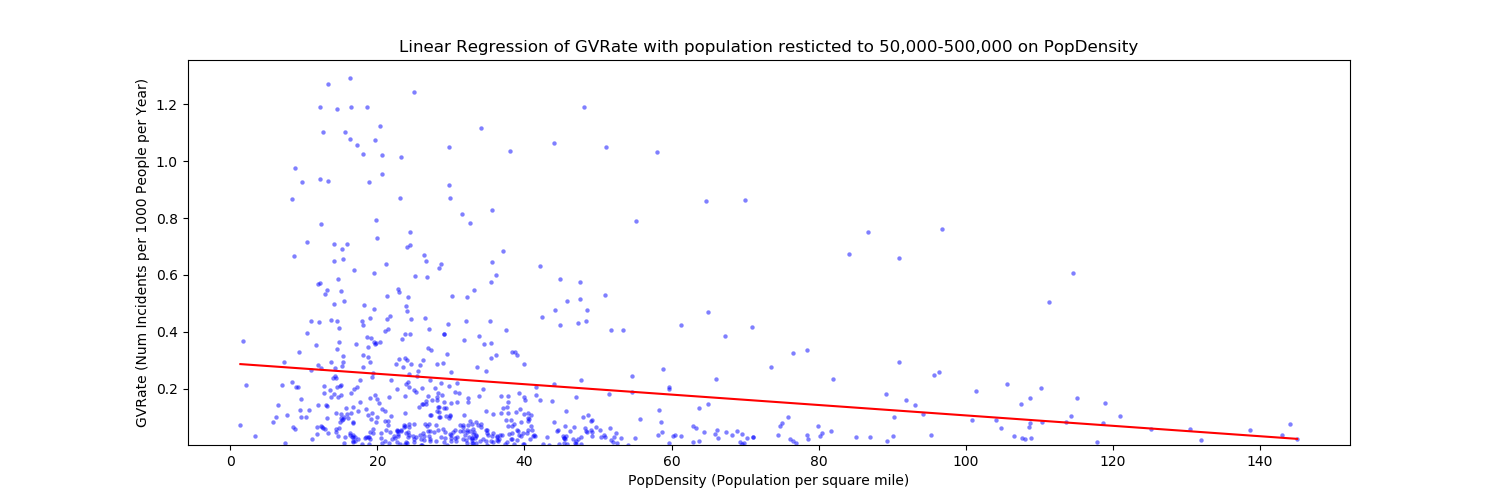 Linear Regression of GVRate with population resticted to 50,000-500,000 on PopDensity
GVRate (Num Incidents per 1000 People per Year)
1.2
1.0
0.8
0.6
0.4
0.2
0 20 40 60 80 100 120 140
PopDensity (Population per square mile)